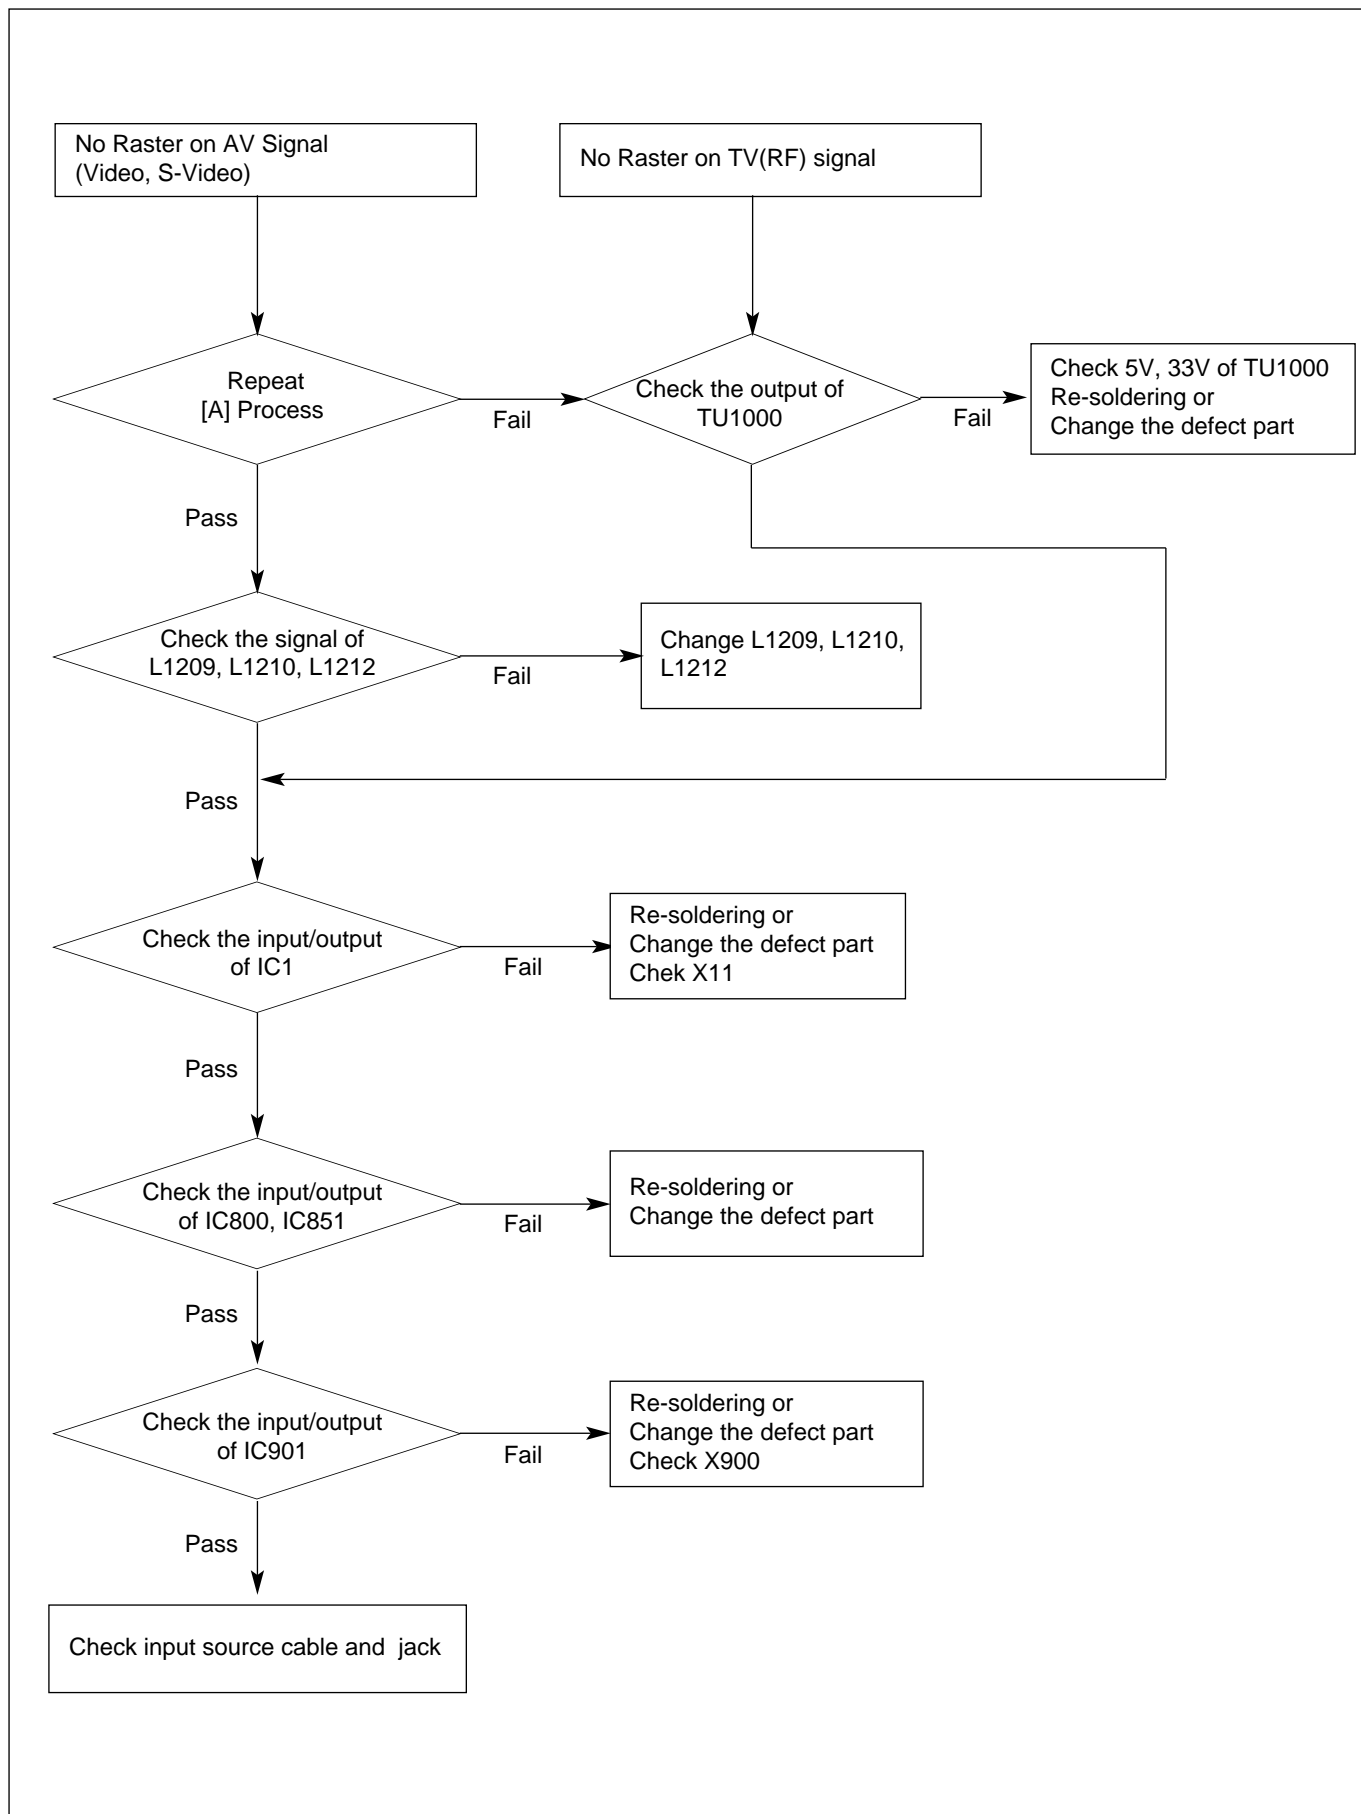 No Raster on AV Signal
(Video, S-Video)
No Raster on TV(RF) signal
Repeat
[A] Process
Fail
Check the output of
TU1000
Fail
Check 5V, 33V of TU1000
Re-soldering or
Change the defect part
Pass
Check the signal of
L1209, L1210, L1212
Fail
Change L1209, L1210,
L1212
Pass
Check the input/output
of IC1
Fail
Re-soldering or
Change the defect part
Chek X11
Pass
Check the input/output
of IC800, IC851
Fail
Re-soldering or
Change the defect part
Pass
Check the input/output
of IC901
Fail
Re-soldering or
Change the defect part
Check X900
Pass
Check input source cable and  jack